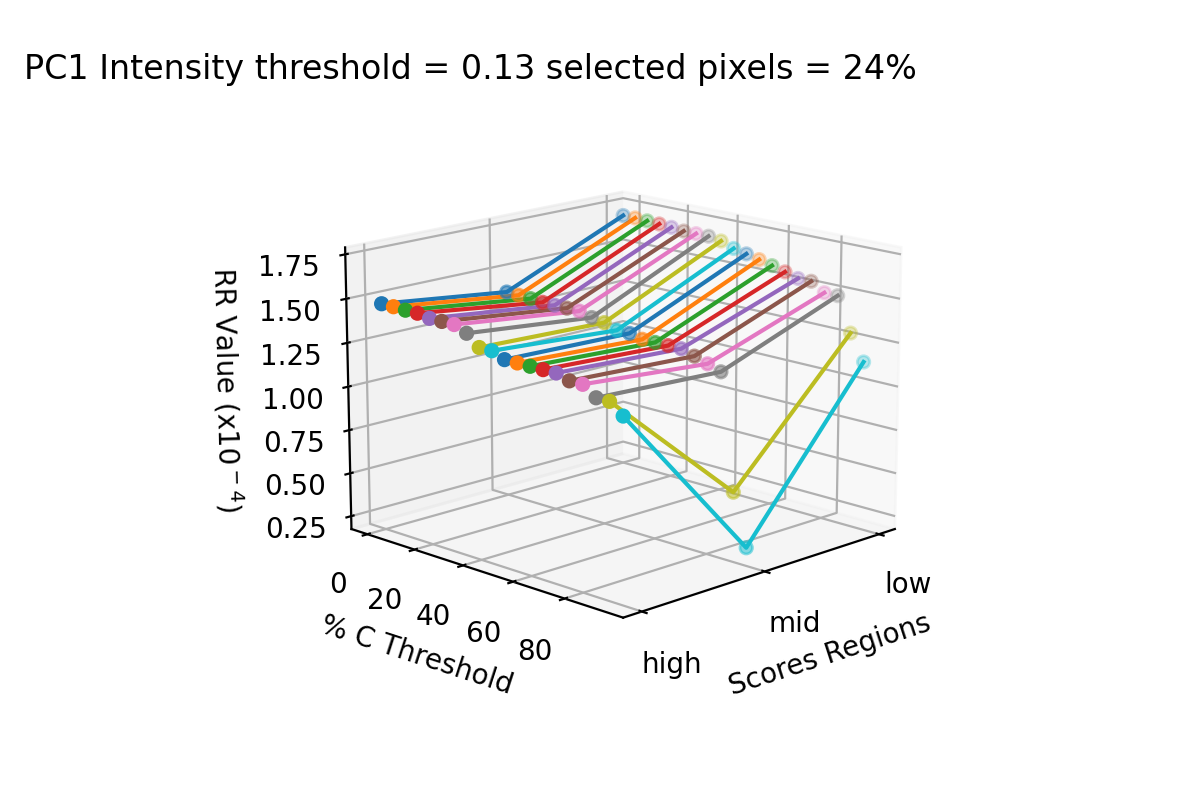 PC1 Intensity threshold = 0.13 selected pixels = 24%
RR Value (x10⁻⁴)
1.75
1.50
1.25
1.00
0.75
0.50
0.25
0
20
40
60
80
% C Threshold
high
mid
low
Scores Regions